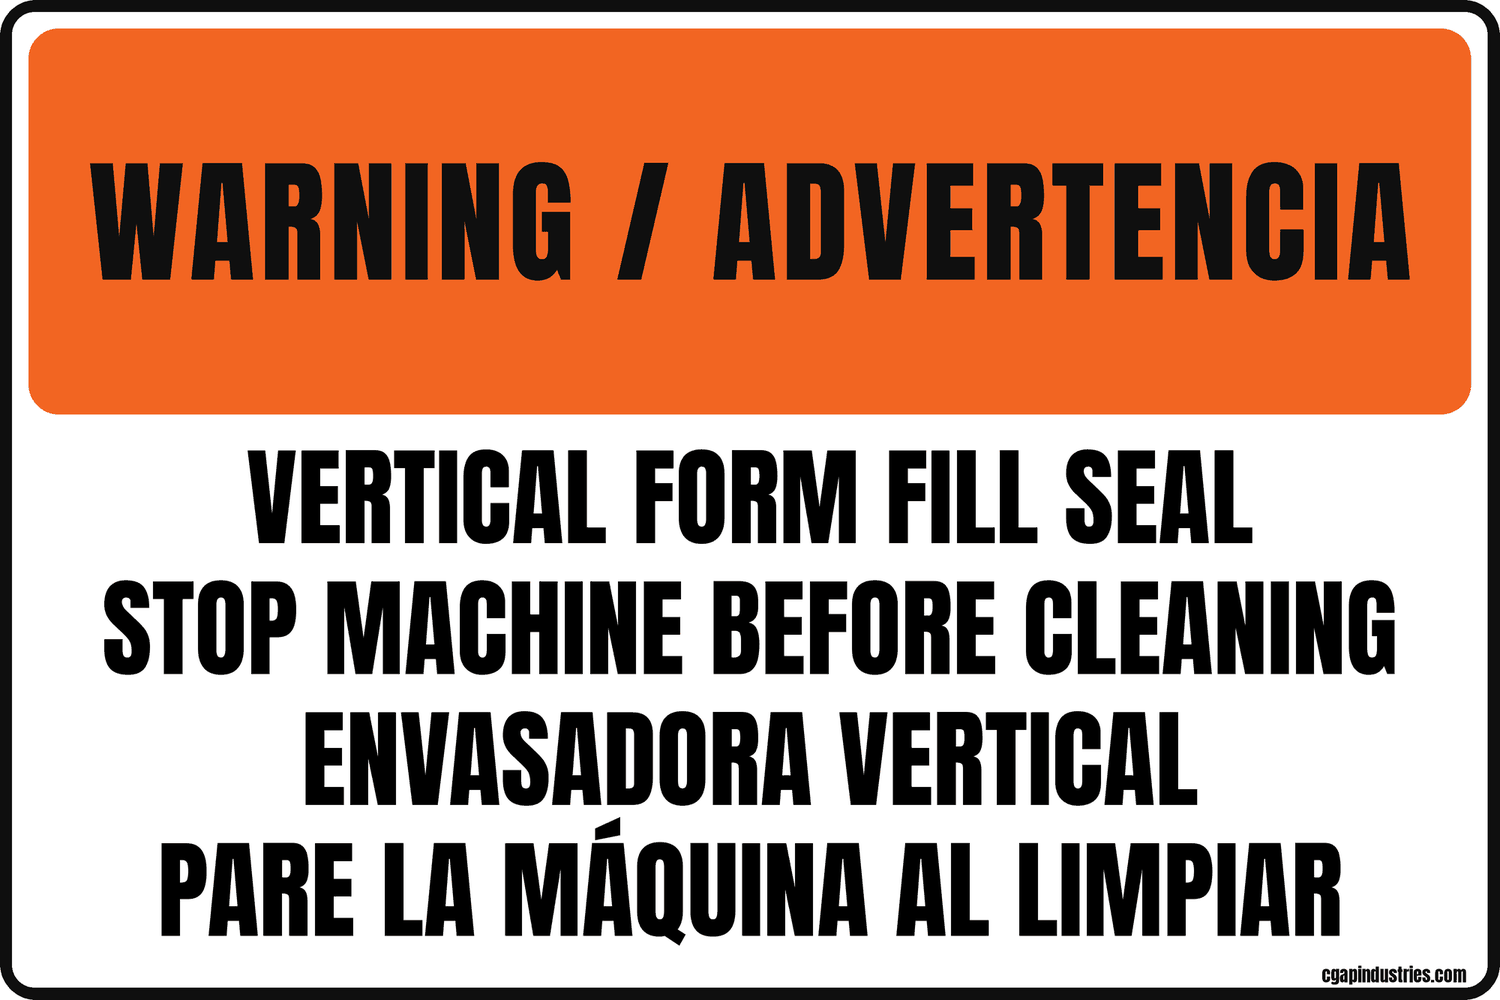 WARNING / ADVERTENCIA
VERTICAL FORM FILL SEAL
STOP MACHINE BEFORE CLEANING
ENVASADORA VERTICAL
PARE LA MÁQUINA AL LIMPIAR
cgapindustries.com